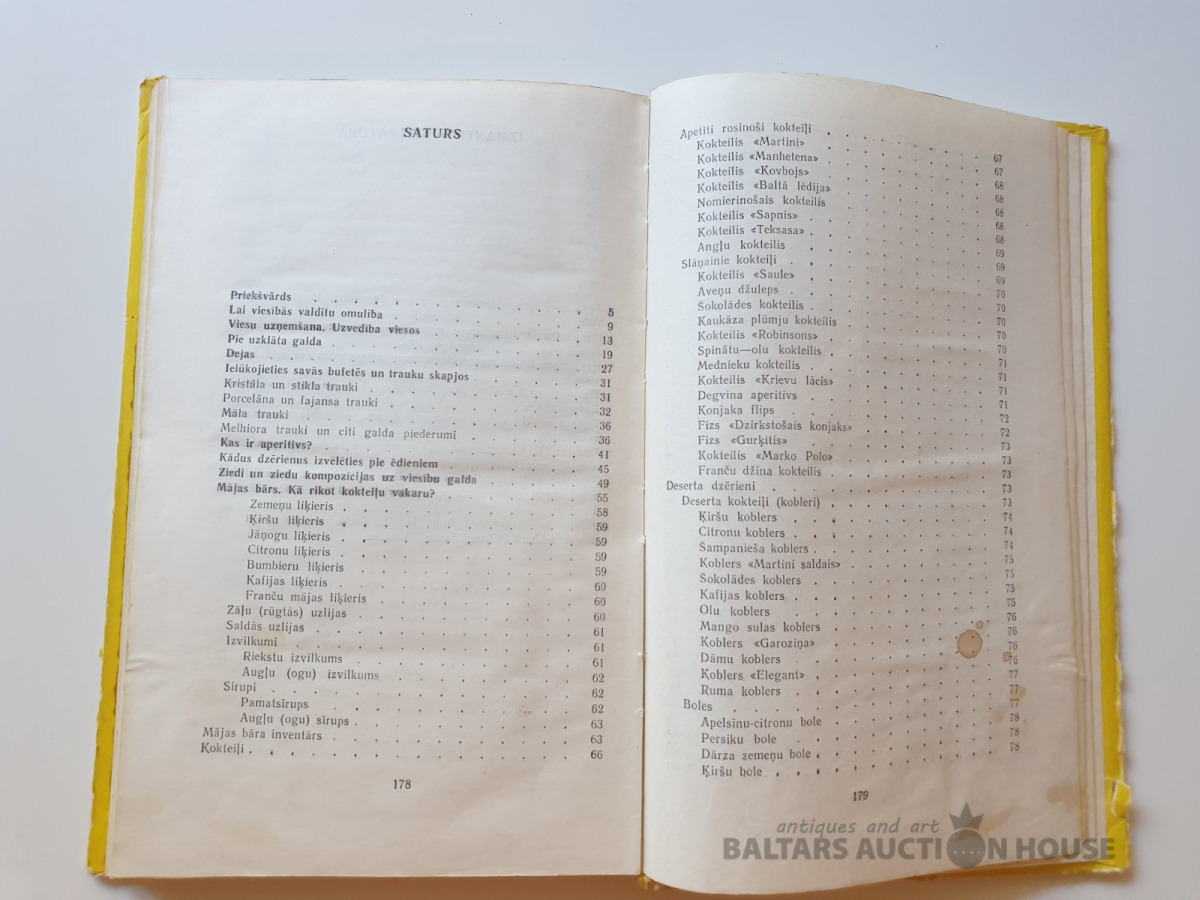 SATURS
Priekšvārds . . . . . . . . . . 5
Lai viesībās valdītu omulība . . . . . . . 9
Viesu uzņemšana. Uzvedība viesos . . . . . . 13
Pie uzklāta galda . . . . . . . . . 19
Dejas . . . . . . . . . . . 27
Ielūkojieties savās bufetēs un trauku skapjos . . . . 31
Kristāla un stikla trauki . . . . . . . 31
Porcelāna un fajansa trauki . . . . . . . 32
Māla trauki . . . . . . . . . . 36
Melhiora trauki un citi galda piederumi . . . . 36
Kas ir aperitīvs? . . . . . . . . . 41
Kādus dzērienus izvēlēties pie ēdieniem . . . . . 45
Ziedi un ziedu kompozīcijas uz viesību galda . . . . 49
Mājas bārs. Kā rīkot kokteiļu vakaru? . . . . . 55
Zemeņu liķieris . . . . . . . . 58
Ķiršu liķieris . . . . . . . . 59
Jāņogu liķieris . . . . . . . . 59
Citronu liķieris . . . . . . . . 59
Bumbieru liķieris . . . . . . . . 59
Kafijas liķieris . . . . . . . . 60
Franču mājas liķieris . . . . . . . 60
Zāļu (rūgtās) uzlijas . . . . . . . 60
Saldās uzlijas . . . . . . . . . 61
Izvilkumi . . . . . . . . . . 61
Riekstu izvilkums . . . . . . . . 61
Augļu (ogu) izvilkums . . . . . . . 62
Sīrupi . . . . . . . . . . 62
Pamatsīrups . . . . . . . . . 62
Augļu (ogu) sīrups . . . . . . . . 63
Mājas bāra inventārs . . . . . . . . 63
Kokteiļi . . . . . . . . . . 66
178
Apetīti rosinoši kokteiļi . . . . . . 67
Kokteilis «Martini» . . . . . . 67
Kokteilis «Manhetena» . . . . . . 68
Kokteilis «Kovbojs» . . . . . . 68
Kokteilis «Baltā lēdija» . . . . . . 68
Nomierinošais kokteilis . . . . . . 68
Kokteilis «Sapnis» . . . . . . 68
Kokteilis «Teksasa» . . . . . . 69
Angļu kokteilis . . . . . . 69
Slāņainie kokteiļi . . . . . . 69
Kokteilis «Saule» . . . . . . 70
Aveņu džuleps . . . . . . 70
Šokolādes kokteilis . . . . . . 70
Kaukāza plūmju kokteilis . . . . . . 70
Kokteilis «Robinsons» . . . . . . 70
Spinātu—olu kokteilis . . . . . . 71
Mednieku kokteilis . . . . . . 71
Kokteilis «Krievu lācis» . . . . . . 71
Degvīna aperitīvs . . . . . . 71
Konjaka flips . . . . . . 72
Fizs «Dzirkstošais konjaks» . . . . . . 72
Fizs «Gurķītis» . . . . . . 73
Kokteilis «Marko Polo» . . . . . . 73
Franču džina kokteilis . . . . . . 73
Deserta dzērieni . . . . . . 73
Deserta kokteiļi (kobleri) . . . . . . 73
Ķiršu koblers . . . . . . 74
Citronu koblers . . . . . . 74
Šampanieša koblers . . . . . . 74
Koblers «Martini saldais» . . . . . . 75
Šokolādes koblers . . . . . . 75
Kafijas koblers . . . . . . 75
Olu koblers . . . . . . 75
Mango sulas koblers . . . . . . 76
Koblers «Garoziņa» . . . . . . 76
Dāmu koblers . . . . . . 76
Koblers «Elegant» . . . . . . 76
Ruma koblers . . . . . . 77
Boles . . . . . . 77
Apelsīnu-citronu bole . . . . . . 77
Persiku bole . . . . . . 78
Dārza zemeņu bole . . . . . . 78
Ķiršu bole . . . . . . 78
179
antiques and art
BALTARS AUCTION HOUSE